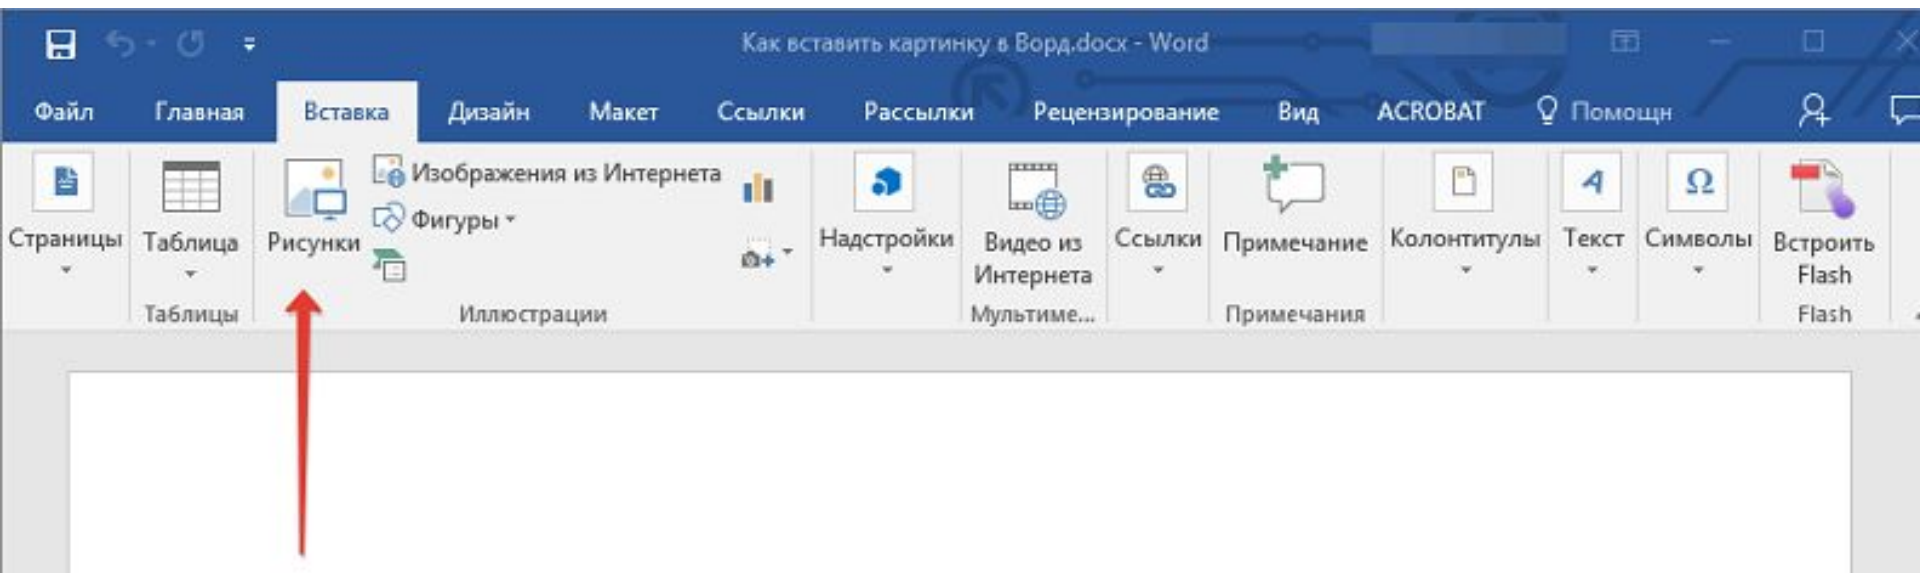 Как вставить картинку в Ворд.docx - Word
Файл Главная Вставка Дизайн Макет Ссылки Рассылки Рецензирование Вид ACROBAT Помощн
Страницы
Таблица
Таблицы
Рисунки
Изображения из Интернета
Фигуры
Иллюстрации
Надстройки
Видео из
Интернета
Мультиме...
Ссылки
Примечание
Примечания
Колонтитулы
Текст
Символы
Встроить
Flash
Flash